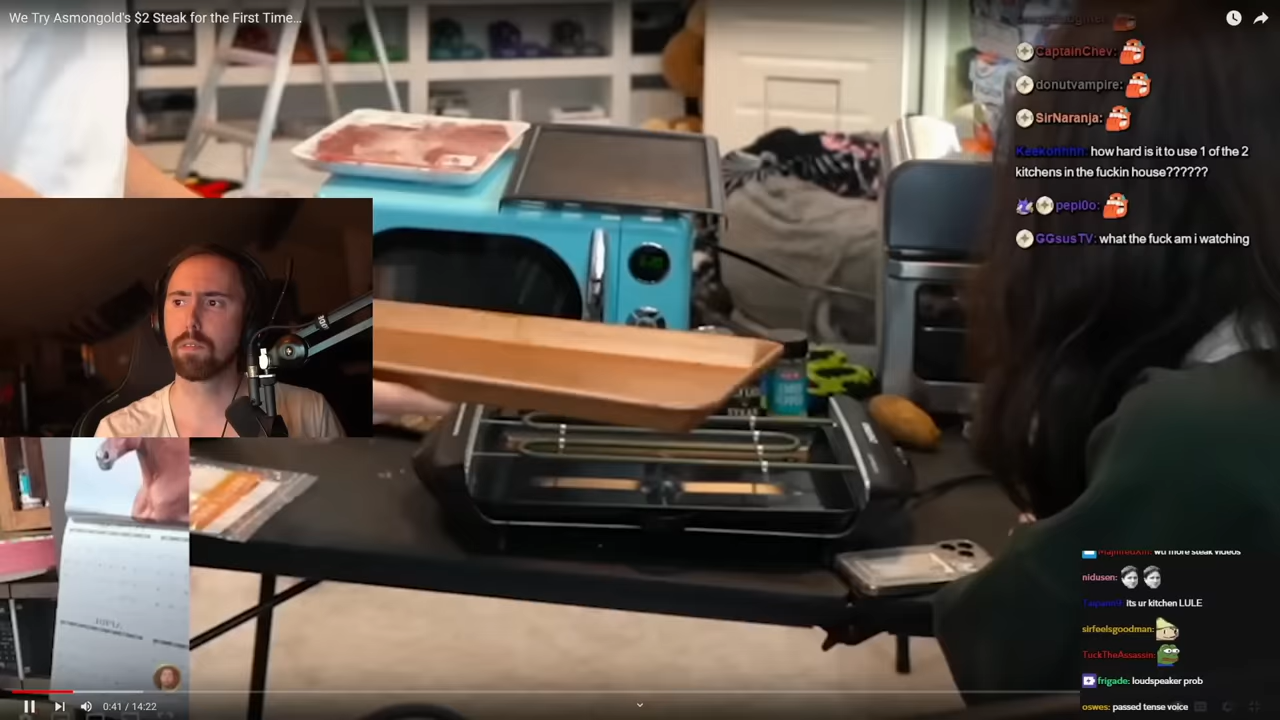 We Try Asmongold's $2 Steak for the First Time...
CaptainChev:
donutvampire:
SirNaranja:
how hard is it to use 1 of the 2
kitchens in the fuckin house??????
pepl0o:
GGsusTV: what the fuck am i watching
wtf more steak videos
nidusen:
its ur kitchen LULE
sirfeelsgoodman:
TuckTheAssassin:
frigade: loudspeaker prob
oswes: passed tense voice
0:41 / 14:22